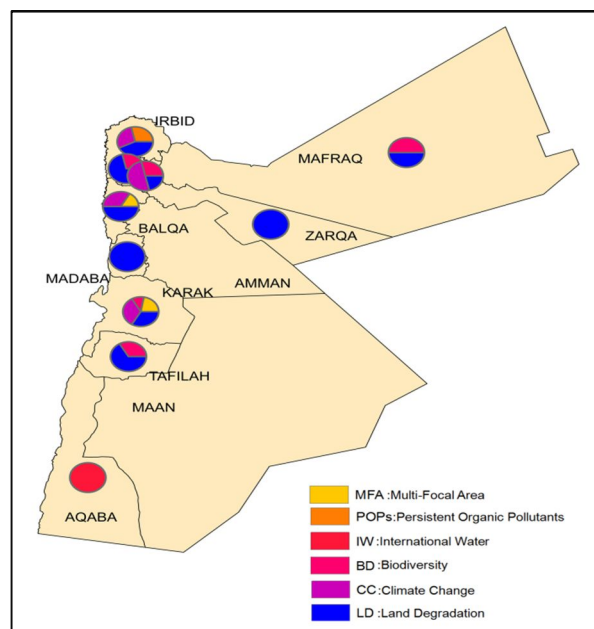 IRBID
MAFRAQ
BALQA
ZARQA
MADABA
AMMAN
KARAK
TAFILAH
MAAN
AQABA
MFA :Multi-Focal Area
POPs:Persistent Organic Pollutants
IW :International Water
BD :Biodiversity
CC :Climate Change
LD :Land Degradation